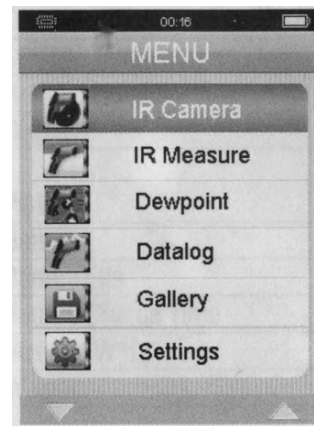 00:16
MENU
IR Camera
IR Measure
Dewpoint
Datalog
Gallery
Settings